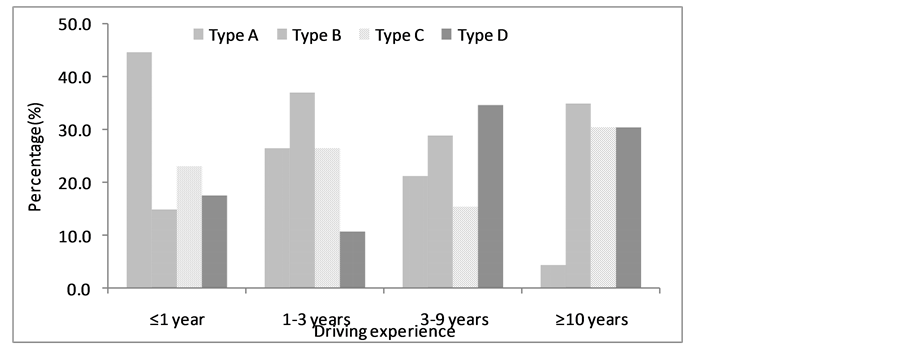 50.0
Type A Type B Type C Type D
40.0
30.0
20.0
10.0
0.0
Percentage(%)
≤1 year 1-3 years 3-9 years ≥10 years
Driving experience